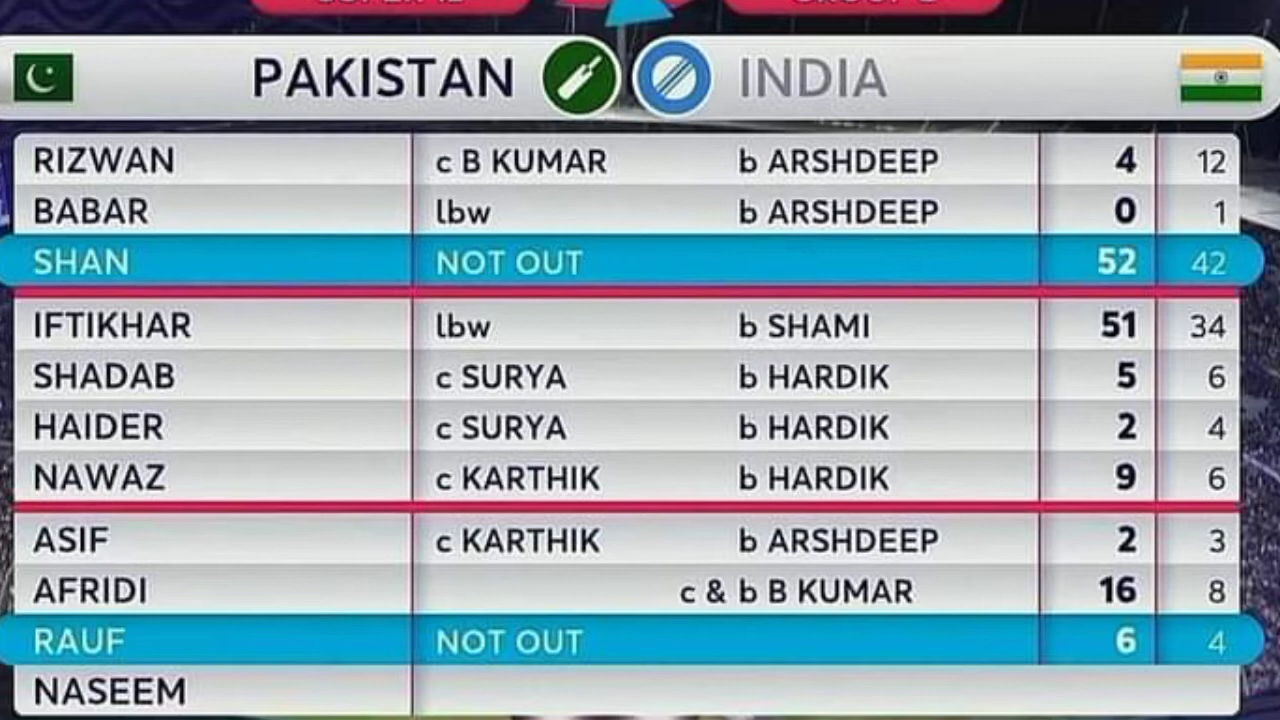 PAKISTAN INDIA
RIZWAN c B KUMAR b ARSHDEEP 4 12
BABAR lbw b ARSHDEEP 0 1
SHAN NOT OUT 52 42
IFTIKHAR lbw b SHAMI 51 34
SHADAB c SURYA b HARDIK 5 6
HAIDER c SURYA b HARDIK 2 4
NAWAZ c KARTHIK b HARDIK 9 6
ASIF c KARTHIK b ARSHDEEP 2 3
AFRIDI c & b B KUMAR 16 8
RAUF NOT OUT 6 4
NASEEM